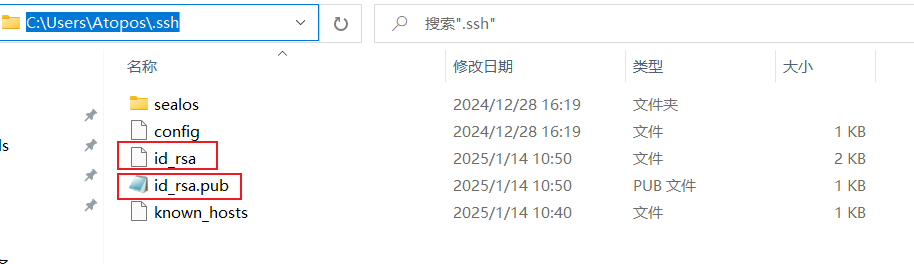 C:\Users\Atopos\.ssh 搜索".ssh"
名称 修改日期 类型 大小
sealos 2024/12/28 16:19 文件夹
config 2024/12/28 16:19 文件 1 KB
id_rsa 2025/1/14 10:50 文件 2 KB
id_rsa.pub 2025/1/14 10:50 PUB 文件 1 KB
known_hosts 2025/1/14 10:40 文件 1 KB